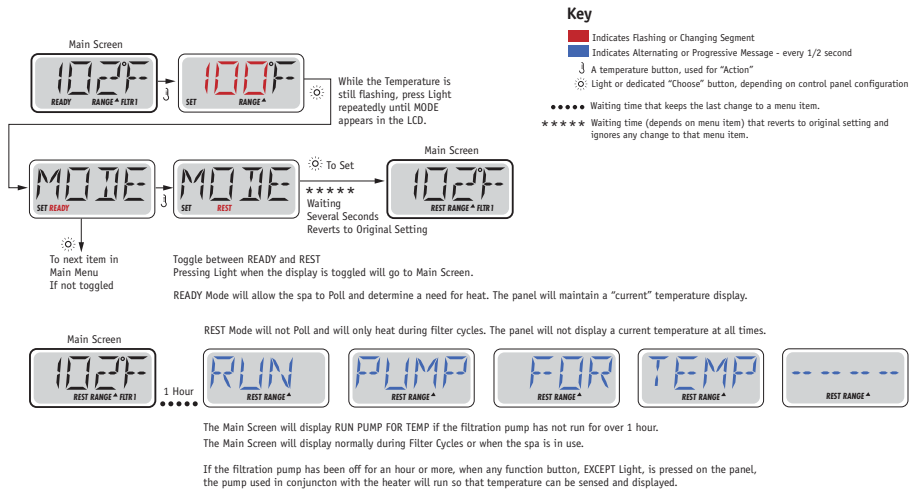 Key
Indicates Flashing or Changing Segment
Indicates Alternating or Progressive Message - every 1/2 second
A temperature button, used for “Action”
Light or dedicated “Choose” button, depending on control panel configuration
••••• Waiting time that keeps the last change to a menu item.
***** Waiting time (depends on menu item) that reverts to original setting and
ignores any change to that menu item.
Main Screen
102°F
READY RANGE FLTR1
100°F
SET RANGE
While the Temperature is
still flashing, press Light
repeatedly until MODE
appears in the LCD.
MODE
SET READY
MODE
SET REST
To Set
*****
Waiting
Several Seconds
Reverts to Original Setting
Main Screen
102°F
REST RANGE FLTR1
To next item in
Main Menu
If not toggled
Toggle between READY and REST
Pressing Light when the display is toggled will go to Main Screen.
READY Mode will allow the spa to Poll and determine a need for heat. The panel will maintain a “current” temperature display.
REST Mode will not Poll and will only heat during filter cycles. The panel will not display a current temperature at all times.
Main Screen
102°F
REST RANGE FLTR1
1 Hour
•••••
RUN
REST RANGE
PUMP
REST RANGE
FOR
REST RANGE
TEMP
REST RANGE
-- -- -- --
REST RANGE
The Main Screen will display RUN PUMP FOR TEMP if the filtration pump has not run for over 1 hour.
The Main Screen will display normally during Filter Cycles or when the spa is in use.
If the filtration pump has been off for an hour or more, when any function button, EXCEPT Light, is pressed on the panel,
the pump used in conjuncton with the heater will run so that temperature can be sensed and displayed.